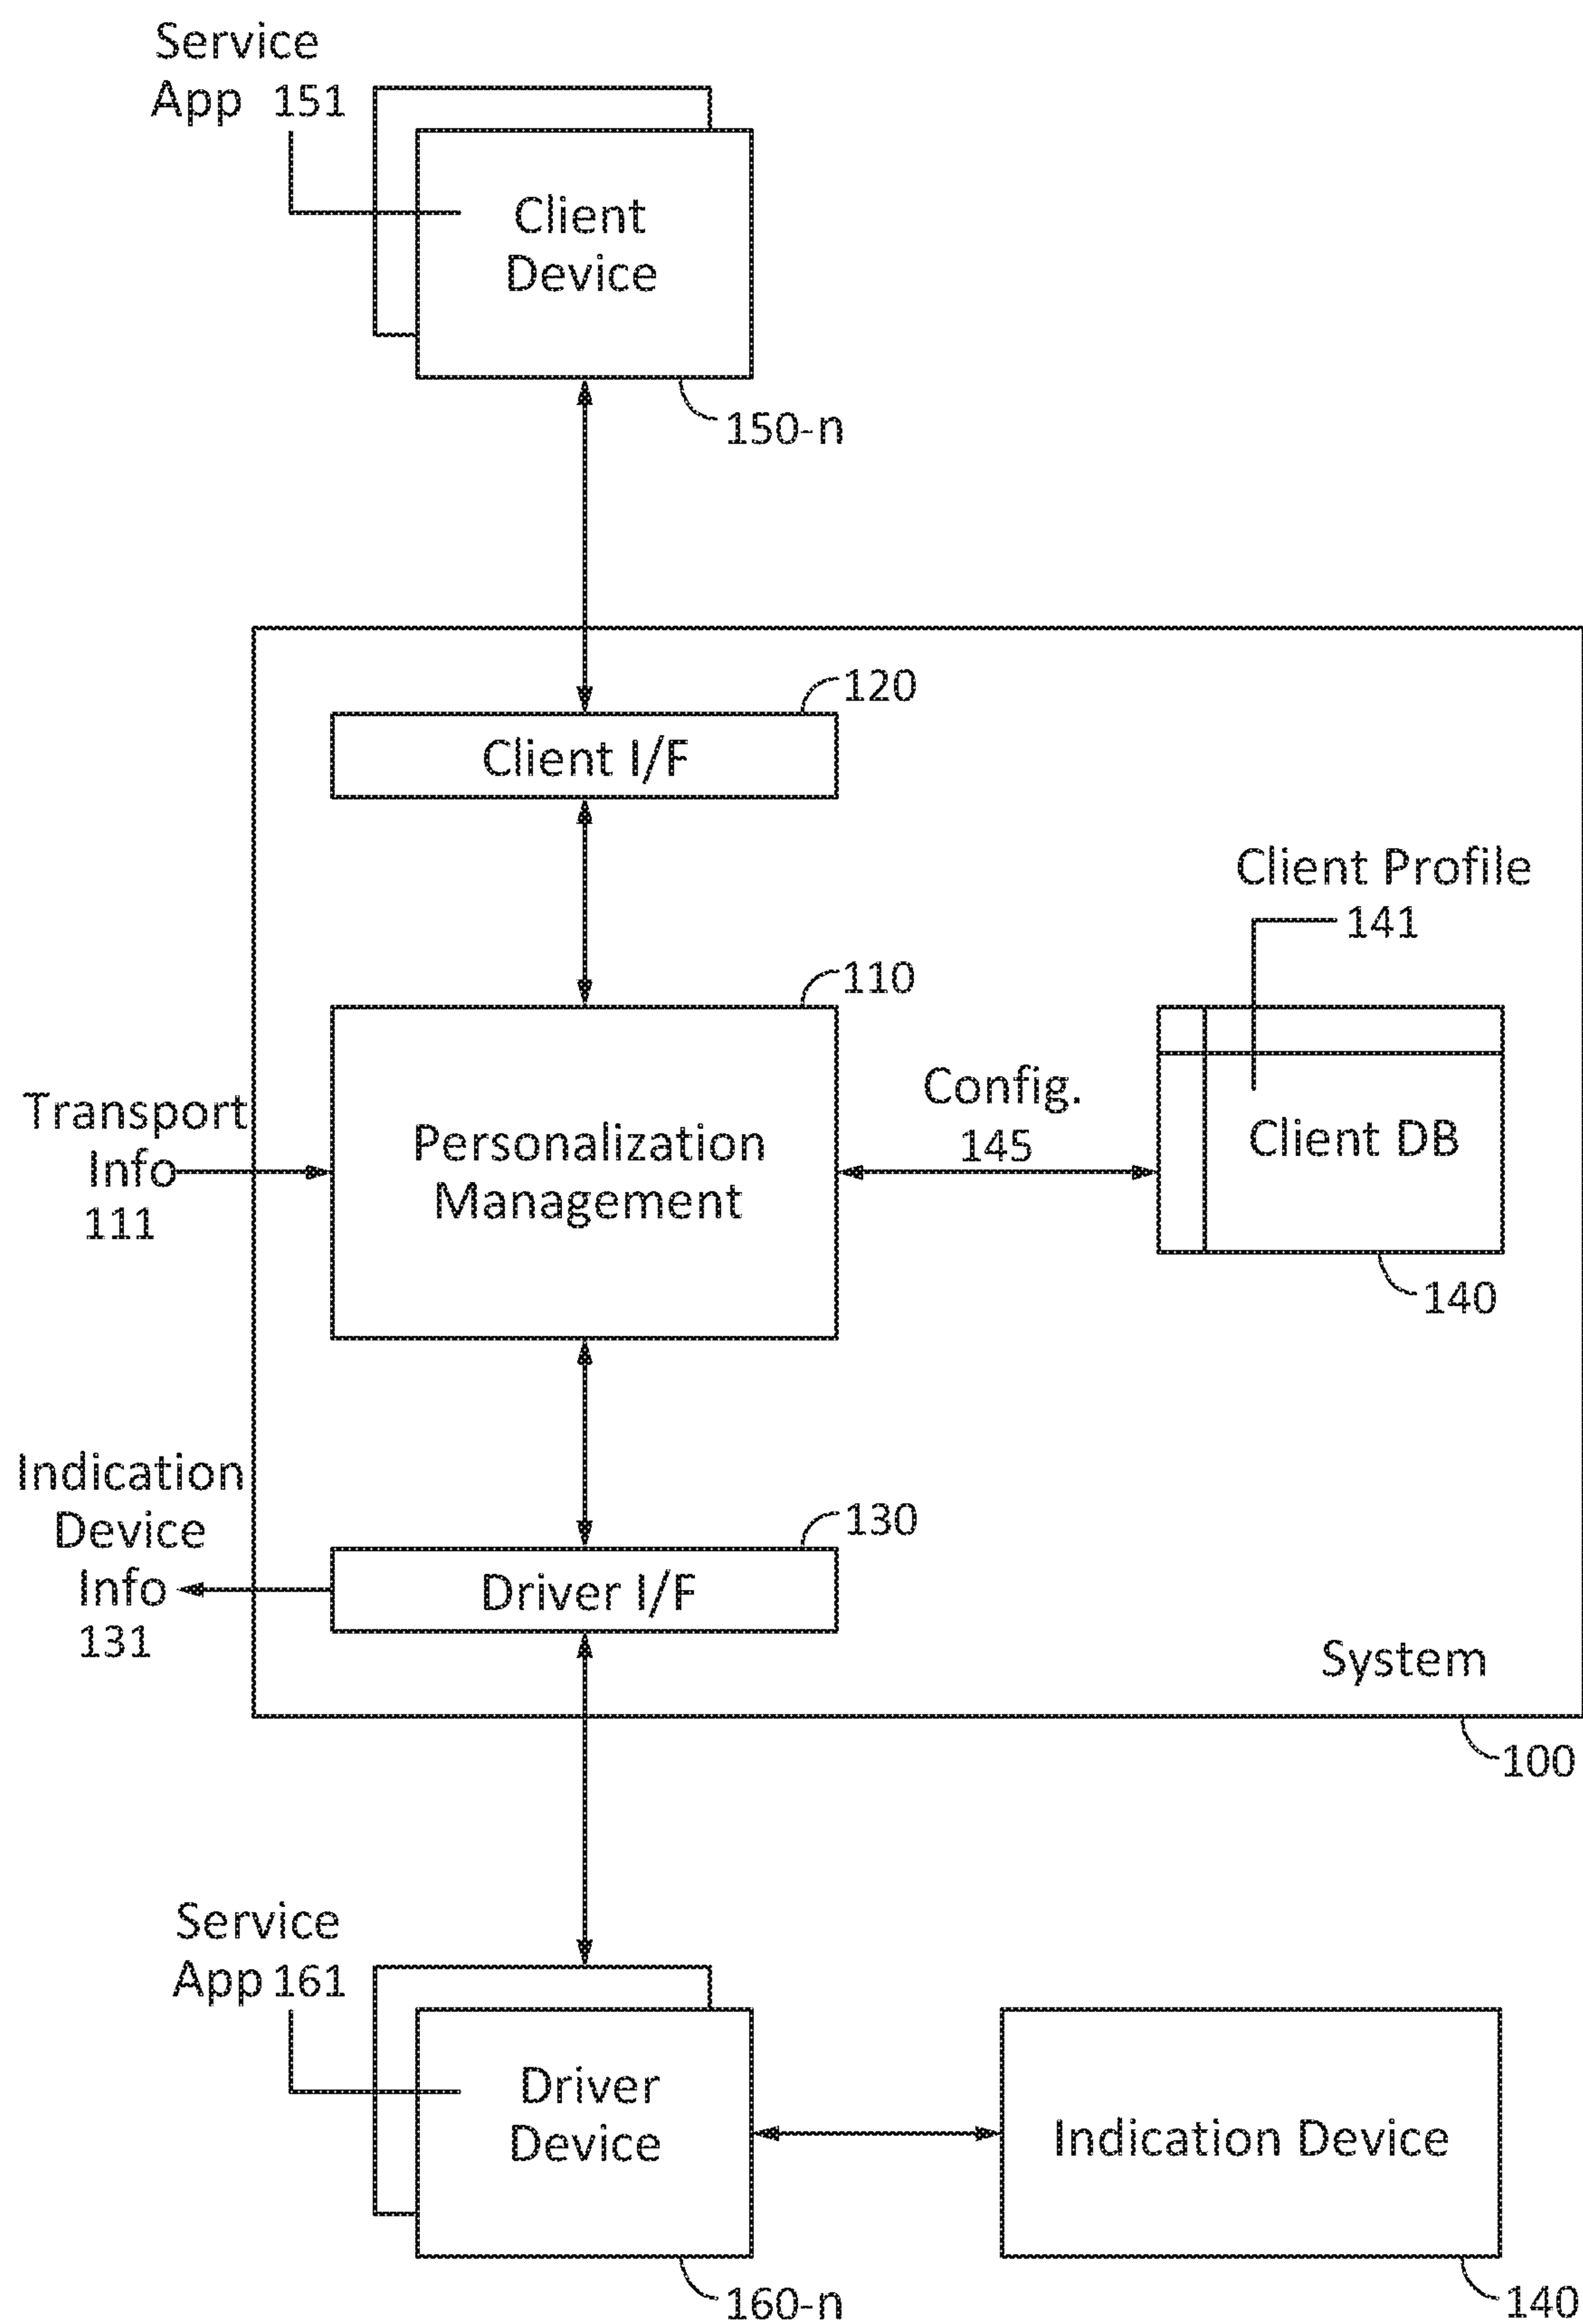 Service
App 151
Client
Device
150-n
120
Client I/F
Client Profile
141
110
Transport
Info
111
Personalization
Management
Config.
145
Client DB
140
Indication
Device
Info
131
130
Driver I/F
System
100
Service
App 161
Driver
Device
Indication Device
160-n
140